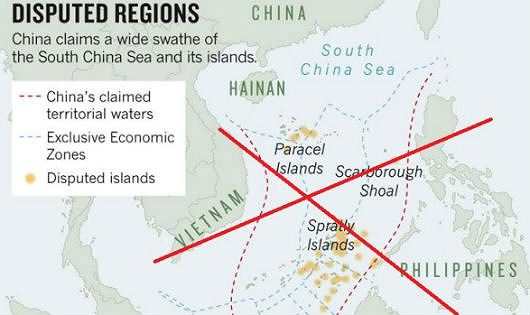 DISPUTED REGIONS
China claims a wide swathe of
the South China Sea and its islands.
China's claimed
territorial waters
Exclusive Economic
Zones
Disputed islands
CHINA
South
China Sea
HAINAN
Paracel
Islands
Scarborough
Shoal
VIETNAM
Spratly
Islands
PHILIPPINES